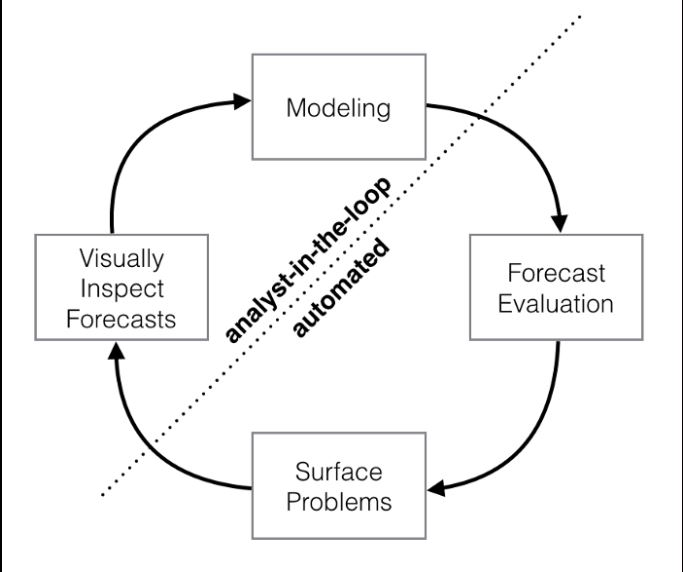 Modeling
analyst-in-the-loop
automated
Visually
Inspect
Forecasts
Forecast
Evaluation
Surface
Problems